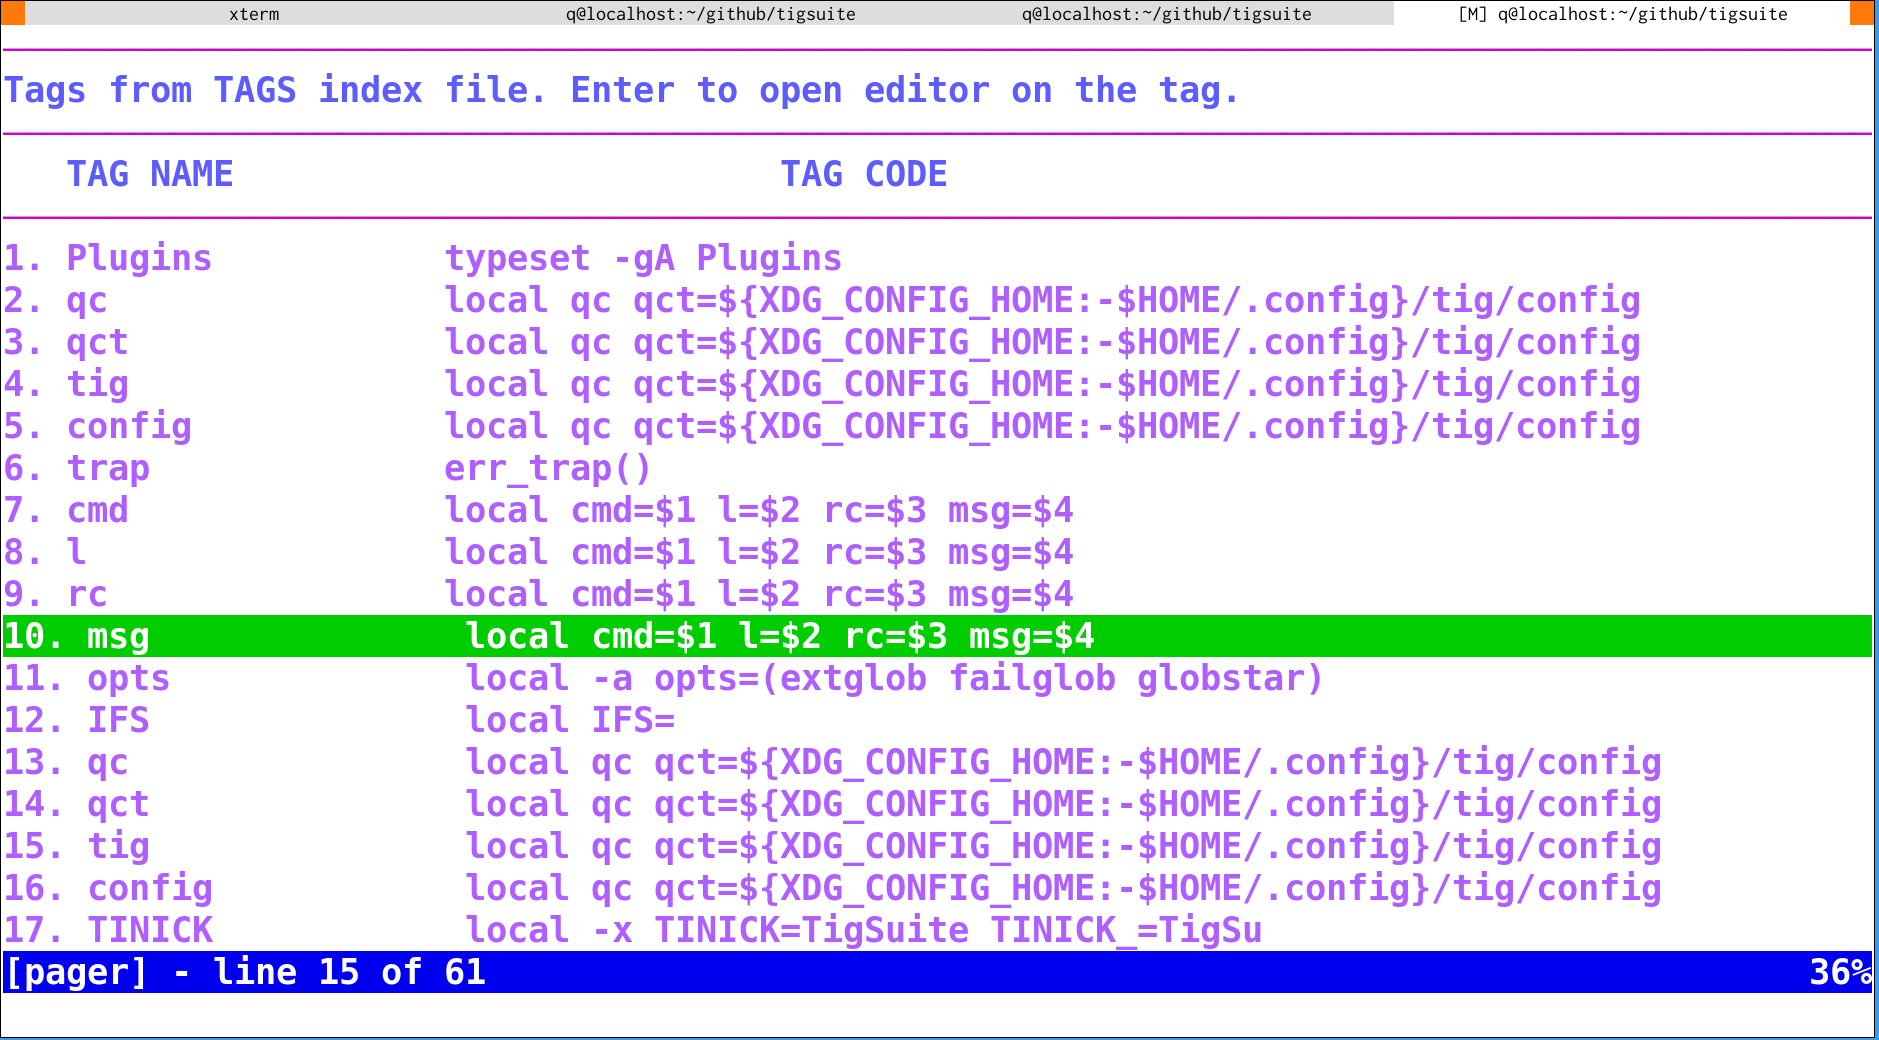 xterm q@localhost:~/github/tigsuite q@localhost:~/github/tigsuite [M] q@localhost:~/github/tigsuite
Tags from TAGS index file. Enter to open editor on the tag.
TAG NAME TAG CODE
1. Plugins typeset -gA Plugins
2. qc local qc qct=${XDG_CONFIG_HOME:-$HOME/.config}/tig/config
3. qct local qc qct=${XDG_CONFIG_HOME:-$HOME/.config}/tig/config
4. tig local qc qct=${XDG_CONFIG_HOME:-$HOME/.config}/tig/config
5. config local qc qct=${XDG_CONFIG_HOME:-$HOME/.config}/tig/config
6. trap err_trap()
7. cmd local cmd=$1 l=$2 rc=$3 msg=$4
8. l local cmd=$1 l=$2 rc=$3 msg=$4
9. rc local cmd=$1 l=$2 rc=$3 msg=$4
10. msg local cmd=$1 l=$2 rc=$3 msg=$4
11. opts local -a opts=(extglob failglob globstar)
12. IFS local IFS=
13. qc local qc qct=${XDG_CONFIG_HOME:-$HOME/.config}/tig/config
14. qct local qc qct=${XDG_CONFIG_HOME:-$HOME/.config}/tig/config
15. tig local qc qct=${XDG_CONFIG_HOME:-$HOME/.config}/tig/config
16. config local qc qct=${XDG_CONFIG_HOME:-$HOME/.config}/tig/config
17. TINICK local -x TINICK=TigSuite TINICK_=TigSu
[pager] - line 15 of 61 36%